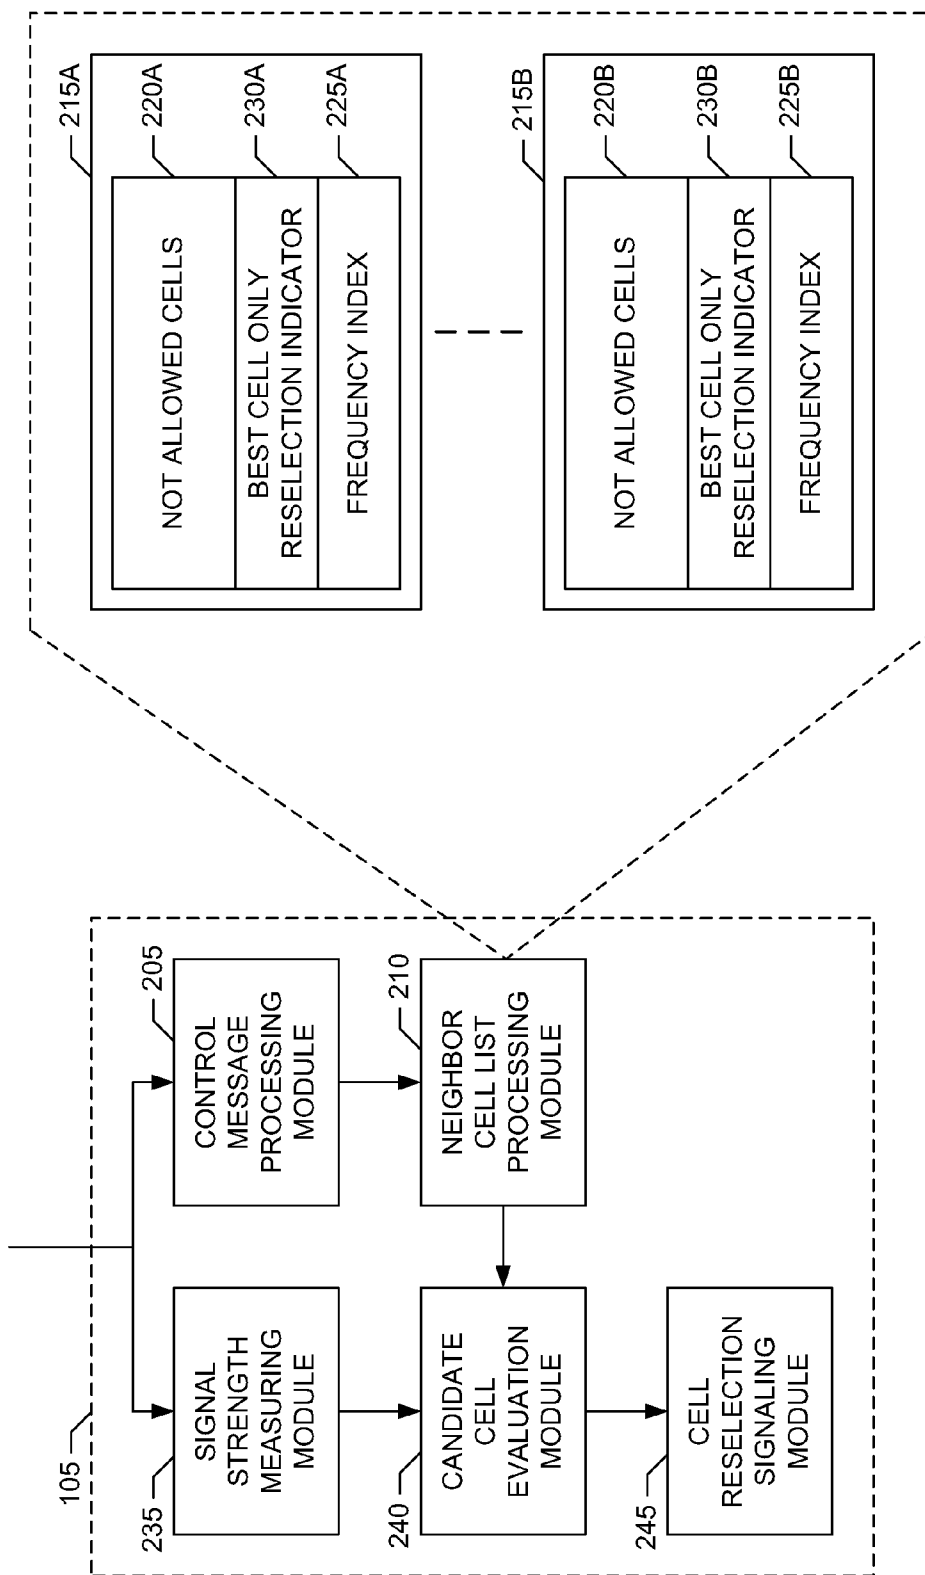 105
235
SIGNAL
STRENGTH
MEASURING
MODULE
205
CONTROL
MESSAGE
PROCESSING
MODULE
240
CANDIDATE
CELL
EVALUATION
MODULE
210
NEIGHBOR
CELL LIST
PROCESSING
MODULE
245
CELL
RESELECTION
SIGNALING
MODULE
215A
220A
230A
225A
NOT ALLOWED CELLS
BEST CELL ONLY
RESELECTION INDICATOR
FREQUENCY INDEX
215B
220B
230B
225B
NOT ALLOWED CELLS
BEST CELL ONLY
RESELECTION INDICATOR
FREQUENCY INDEX